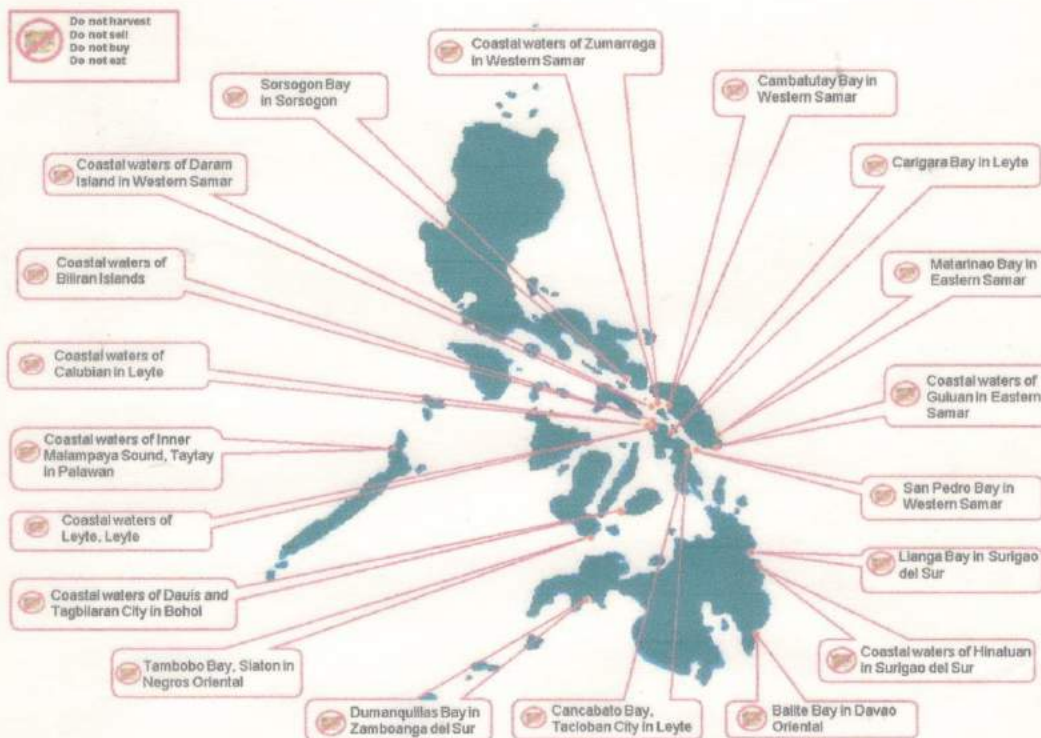 Do not harvest
Do not sell
Do not buy
Do not eat
Coastal waters of Zumarraga
in Western Samar
Sorsogon Bay
in Sorsogon
Cambatutay Bay in
Western Samar
Coastal waters of Daram
Island in Western Samar
Carigara Bay in Leyte
Coastal waters of
Biliran Islands
Matarinao Bay in
Eastern Samar
Coastal waters of
Calubian in Leyte
Coastal waters of
Guiuan in Eastern
Samar
Coastal waters of Inner
Malampaya Sound, Taytay
in Palawan
San Pedro Bay in
Western Samar
Coastal waters of
Leyte, Leyte
Lianga Bay in Surigao
del Sur
Coastal waters of Dauis and
Tagbilaran City in Bohol
Coastal waters of Hinatuan
in Surigao del Sur
Tambobo Bay, Siaton in
Negros Oriental
Dumanquillas Bay in
Zamboanga del Sur
Cancabato Bay,
Tacloban City in Leyte
Balite Bay in Davao
Oriental